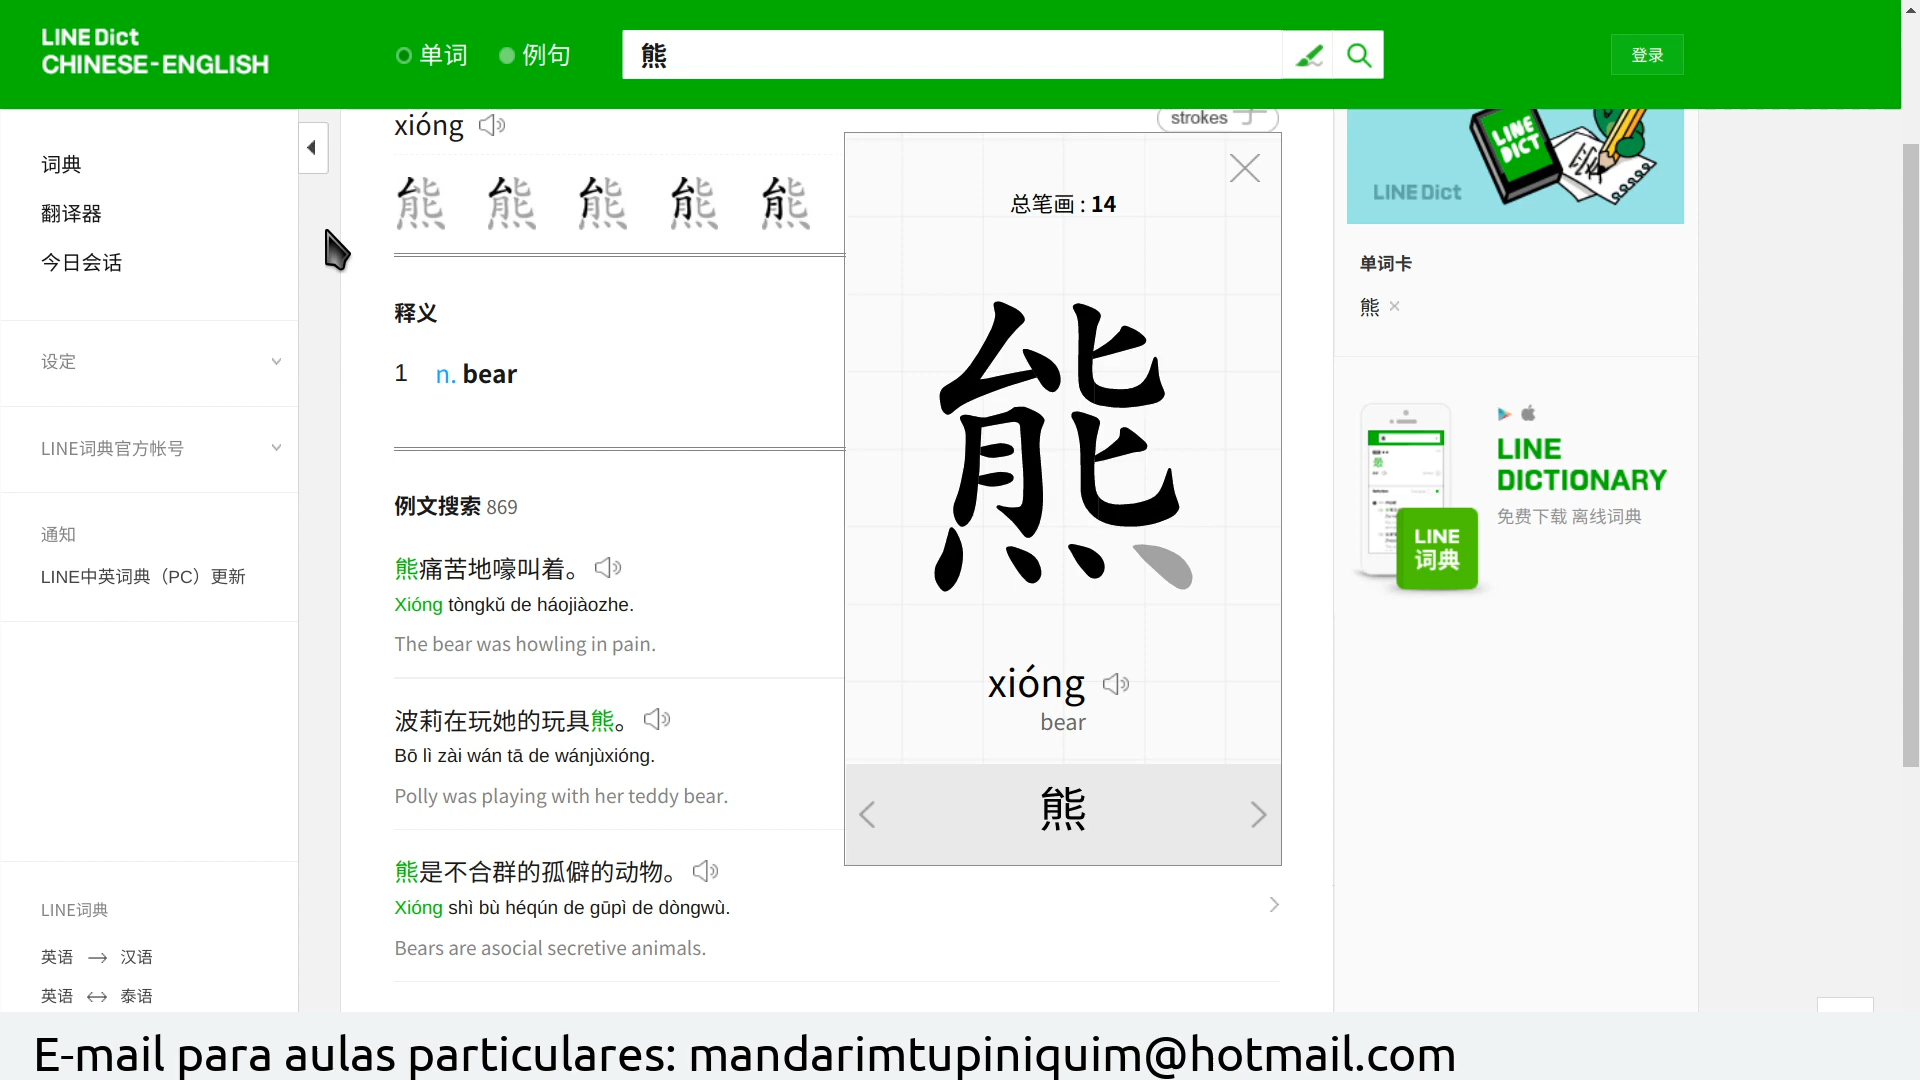 LINE Dict
CHINESE-ENGLISH
单词
例句
熊
登录
词典
翻译器
今日会话
设定
LINE词典官方帐号
通知
LINE中英词典（PC）更新
LINE词典
英语 → 汉语
英语 ↔ 泰语
xióng
strokes
熊 熊 熊 熊 熊
释义
1 n. bear
例文搜索 869
熊痛苦地嚎叫着。
Xióng tòngkǔ de háojiàozhe.
The bear was howling in pain.
波莉在玩她的玩具熊。
Bō lì zài wán tā de wánjùxióng.
Polly was playing with her teddy bear.
熊是不合群的孤僻的动物。
Xióng shì bù héqún de gūpì de dòngwù.
Bears are asocial secretive animals.
总笔画 : 14
熊
xióng
bear
熊
LINE DICT
LINE Dict
单词卡
熊 ×
LINE
DICTIONARY
免费下载 离线词典
LINE
词典
E-mail para aulas particulares: mandarimtupiniquim@hotmail.com